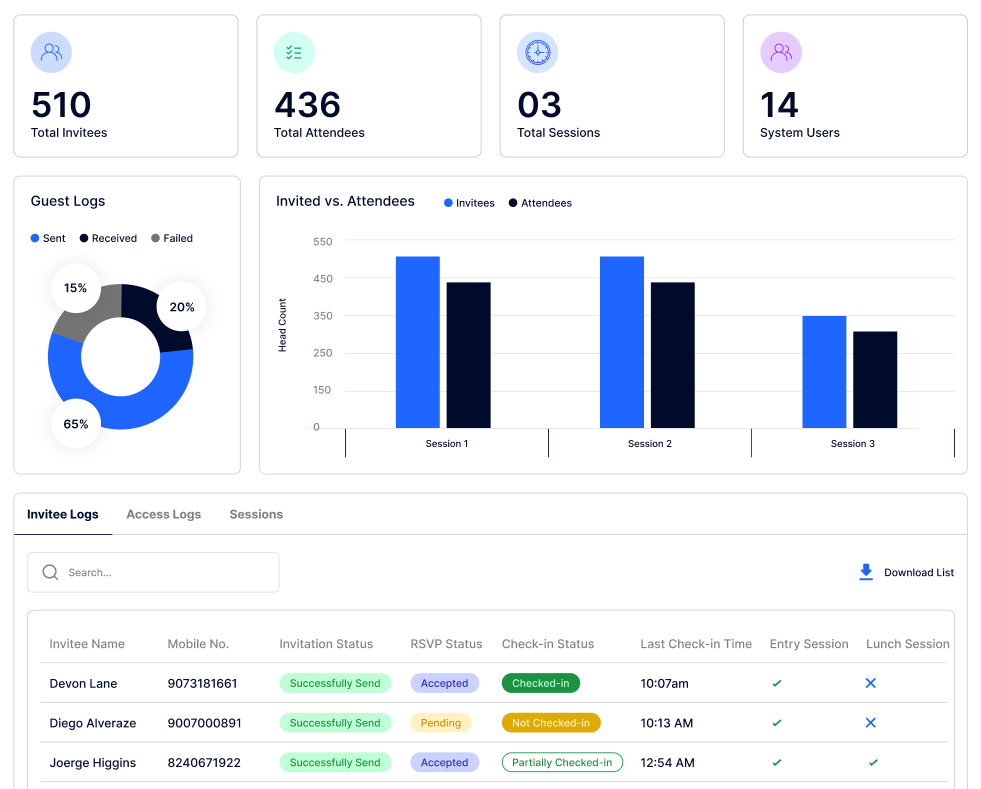 510
Total Invitees
436
Total Attendees
03
Total Sessions
14
System Users
Guest Logs
Sent Received Failed
15%
20%
65%
Invited vs. Attendees Invitees Attendees
550
450
350
250
150
0
Head Count
Session 1 Session 2 Session 3
Invitee Logs Access Logs Sessions
Search... Download List
Invitee Name Mobile No. Invitation Status RSVP Status Check-in Status Last Check-in Time Entry Session Lunch Session
Devon Lane 9073181661 Successfully Send Accepted Checked-in 10:07am
Diego Alveraze 9007000891 Successfully Send Pending Not Checked-in 10:13 AM
Joerge Higgins 8240671922 Successfully Send Accepted Partially Checked-in 12:54 AM